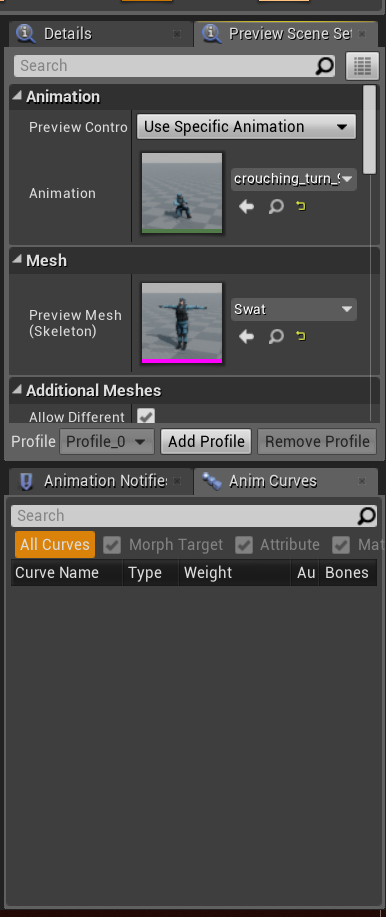 Details
Preview Scene Set
Search
Animation
Preview Contro
Use Specific Animation
Animation
crouching_turn_
Mesh
Preview Mesh
(Skeleton)
Swat
Additional Meshes
Allow Different
Profile
Profile_0
Add Profile
Remove Profile
Animation Notifie
Anim Curves
Search
All Curves
Morph Target
Attribute
Mat
Curve Name
Type
Weight
Au
Bones